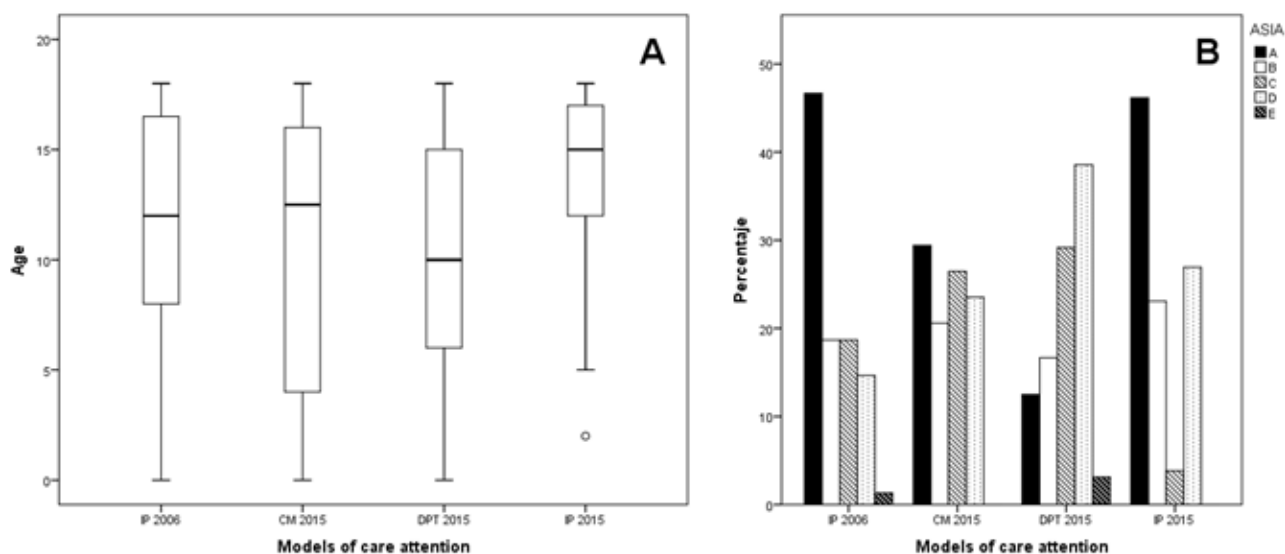 A
20
15
10
5
0
Age
IP 2006 CM 2015 DPT 2015 IP 2015
Models of care attention
B
50
40
30
20
10
0
Percentaje
IP 2006 CM 2015 DPT 2015 IP 2015
Models of care attention
ASIA
A
B
C
D
E